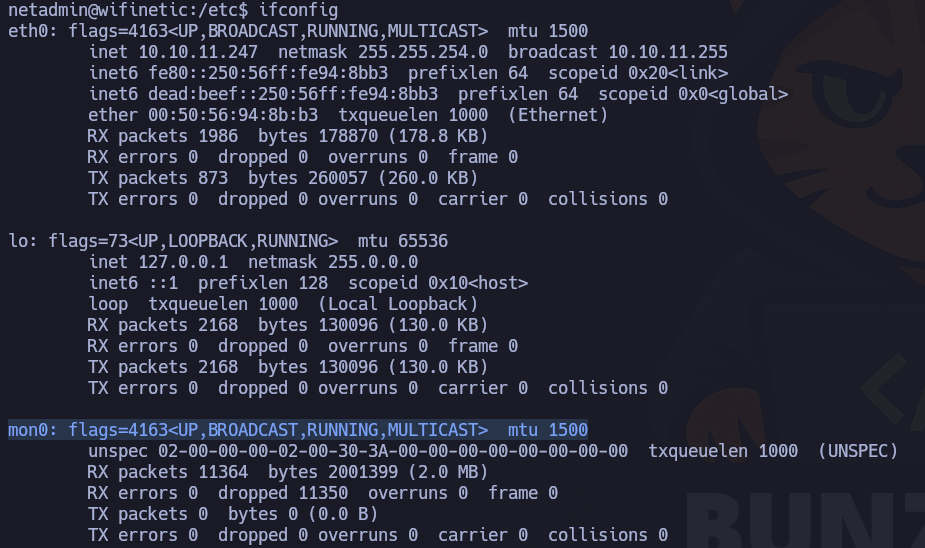 netadmin@wifinetic:/etc$ ifconfig
eth0: flags=4163<UP,BROADCAST,RUNNING,MULTICAST>  mtu 1500
        inet 10.10.11.247  netmask 255.255.254.0  broadcast 10.10.11.255
        inet6 fe80::250:56ff:fe94:8bb3  prefixlen 64  scopeid 0x20<link>
        inet6 dead:beef::250:56ff:fe94:8bb3  prefixlen 64  scopeid 0x0<global>
        ether 00:50:56:94:8b:b3  txqueuelen 1000  (Ethernet)
        RX packets 1986  bytes 178870 (178.8 KB)
        RX errors 0  dropped 0  overruns 0  frame 0
        TX packets 873  bytes 260057 (260.0 KB)
        TX errors 0  dropped 0 overruns 0  carrier 0  collisions 0

lo: flags=73<UP,LOOPBACK,RUNNING>  mtu 65536
        inet 127.0.0.1  netmask 255.0.0.0
        inet6 ::1  prefixlen 128  scopeid 0x10<host>
        loop  txqueuelen 1000  (Local Loopback)
        RX packets 2168  bytes 130096 (130.0 KB)
        RX errors 0  dropped 0  overruns 0  frame 0
        TX packets 2168  bytes 130096 (130.0 KB)
        TX errors 0  dropped 0 overruns 0  carrier 0  collisions 0

mon0: flags=4163<UP,BROADCAST,RUNNING,MULTICAST>  mtu 1500
        unspec 02-00-00-00-02-00-30-3A-00-00-00-00-00-00-00-00  txqueuelen 1000  (UNSPEC)
        RX packets 11364  bytes 2001399 (2.0 MB)
        RX errors 0  dropped 11350  overruns 0  frame 0
        TX packets 0  bytes 0 (0.0 B)
        TX errors 0  dropped 0 overruns 0  carrier 0  collisions 0